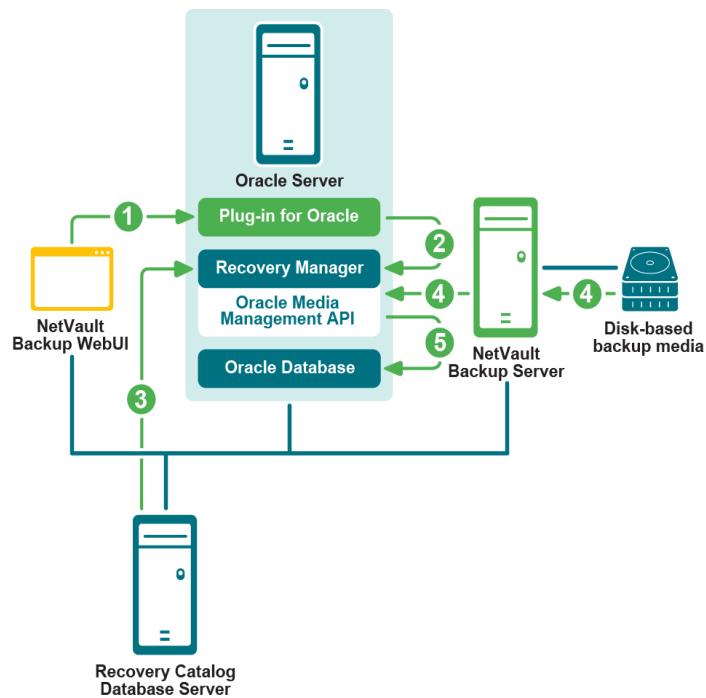 Oracle Server
1
Plug-in for Oracle
2
Recovery Manager
4
4
Oracle Media
Management API
5
NetVault
Backup WebUI
NetVault
Backup Server
Disk-based
backup media
Oracle Database
3
Recovery Catalog
Database Server